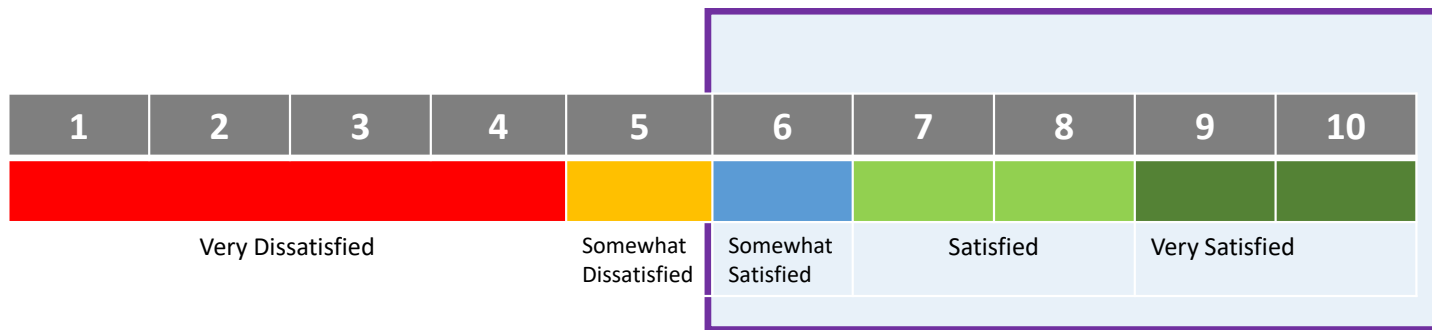 1 2 3 4 5 6 7 8 9 10
Very Dissatisfied
Somewhat
Dissatisfied
Somewhat
Satisfied
Satisfied
Very Satisfied